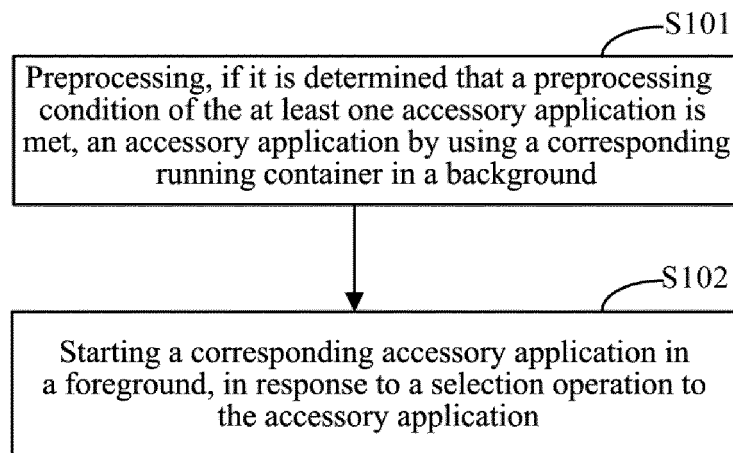 S101
Preprocessing, if it is determined that a preprocessing
condition of the at least one accessory application is
met, an accessory application by using a corresponding
running container in a background
S102
Starting a corresponding accessory application in
a foreground, in response to a selection operation to
the accessory application